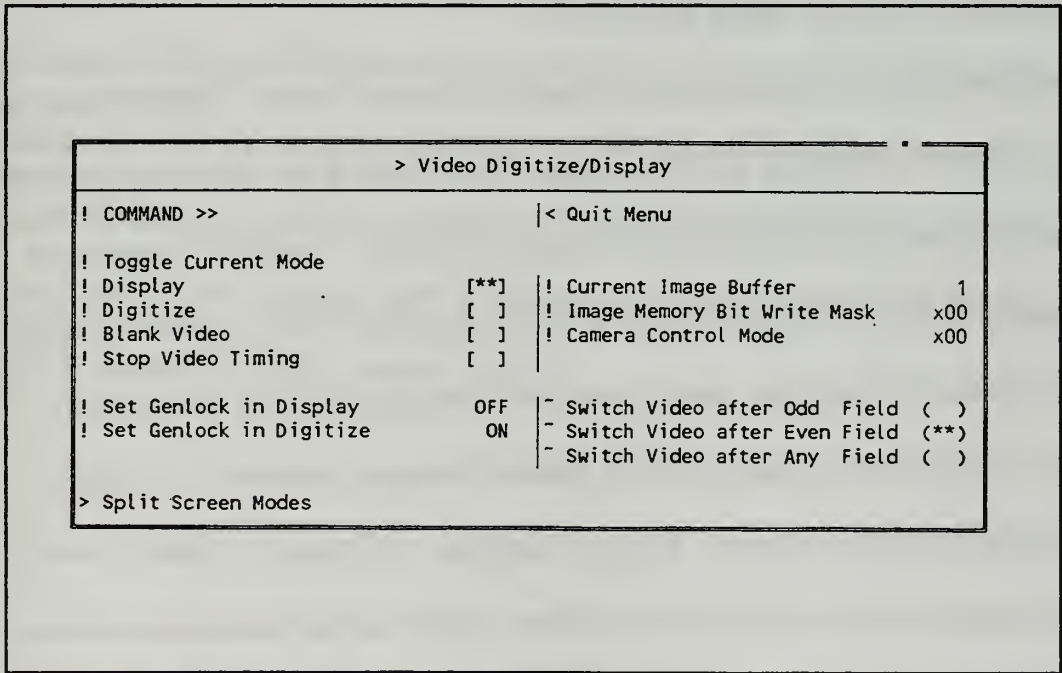 > Video Digitize/Display
! COMMAND >> |< Quit Menu
! Toggle Current Mode
! Display [**] |! Current Image Buffer 1
! Digitize [ ] |! Image Memory Bit Write Mask x00
! Blank Video [ ] |! Camera Control Mode x00
! Stop Video Timing [ ]
! Set Genlock in Display OFF |~ Switch Video after Odd Field ( )
! Set Genlock in Digitize ON |~ Switch Video after Even Field (**)
|~ Switch Video after Any Field ( )
> Split Screen Modes